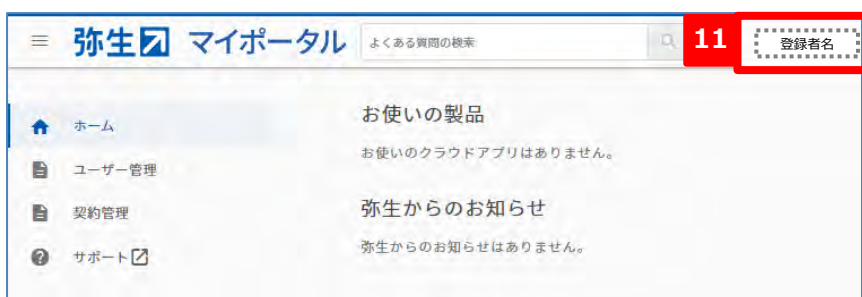 弥生 マイポータル
よくある質問の検索
11
登録者名
ホーム
ユーザー管理
契約管理
サポート
お使いの製品
お使いのクラウドアプリはありません。
弥生からのお知らせ
弥生からのお知らせはありません。